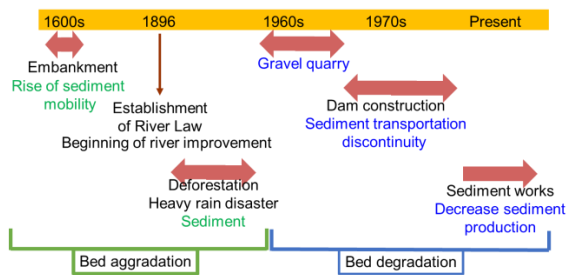 1600s 1896 1960s 1970s Present
Embankment
Rise of sediment
mobility
Establishment
of River Law
Beginning of river improvement
Deforestation
Heavy rain disaster
Sediment
Gravel quarry
Dam construction
Sediment transportation
discontinuity
Sediment works
Decrease sediment
production
Bed aggradation
Bed degradation